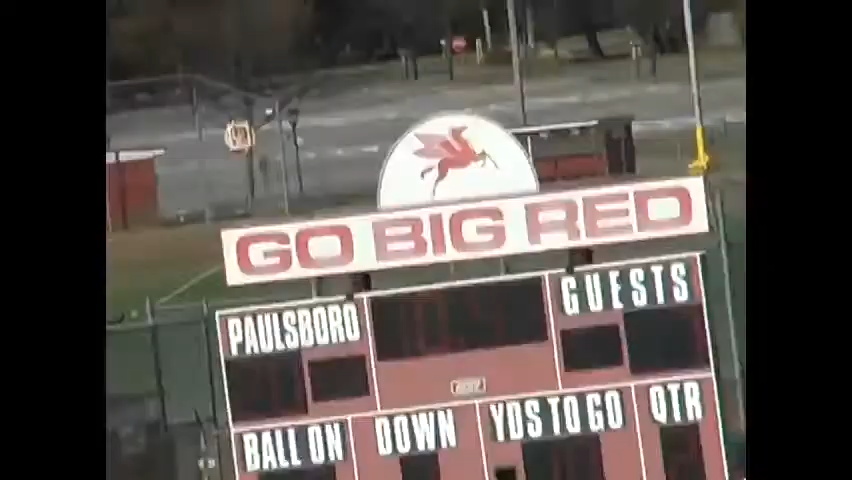 GO BIG RED
PAULSBORO GUESTS
BALL ON DOWN YDS TO GO QTR